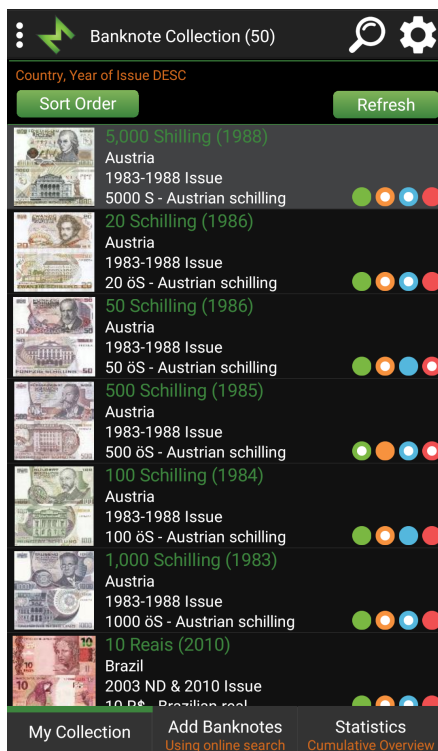 Banknote Collection (50)
Country, Year of Issue DESC
Sort Order
Refresh
5,000 Shilling (1988)
Austria
1983-1988 Issue
5000 S - Austrian schilling
20 Schilling (1986)
Austria
1983-1988 Issue
20 öS - Austrian schilling
50 Schilling (1986)
Austria
1983-1988 Issue
50 öS - Austrian schilling
500 Schilling (1985)
Austria
1983-1988 Issue
500 öS - Austrian schilling
100 Schilling (1984)
Austria
1983-1988 Issue
100 öS - Austrian schilling
1,000 Schilling (1983)
Austria
1983-1988 Issue
1000 öS - Austrian schilling
10 Reais (2010)
Brazil
2003 ND & 2010 Issue
10 R$ - Brazilian real
My Collection
Add Banknotes
Using online search
Statistics
Cumulative Overview